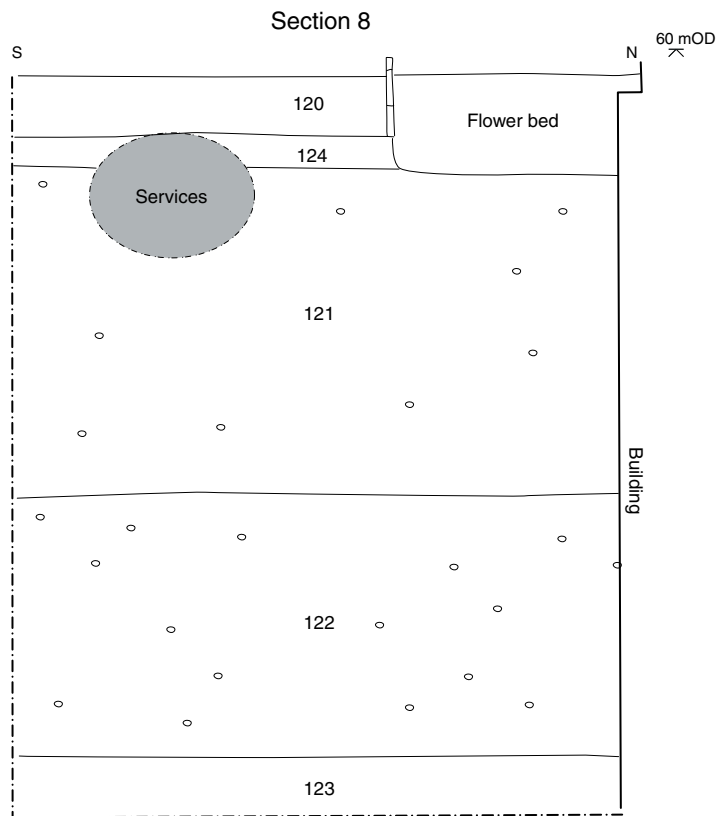 Section 8
S
N
60 mOD
120
Flower bed
124
Services
121
Building
122
123